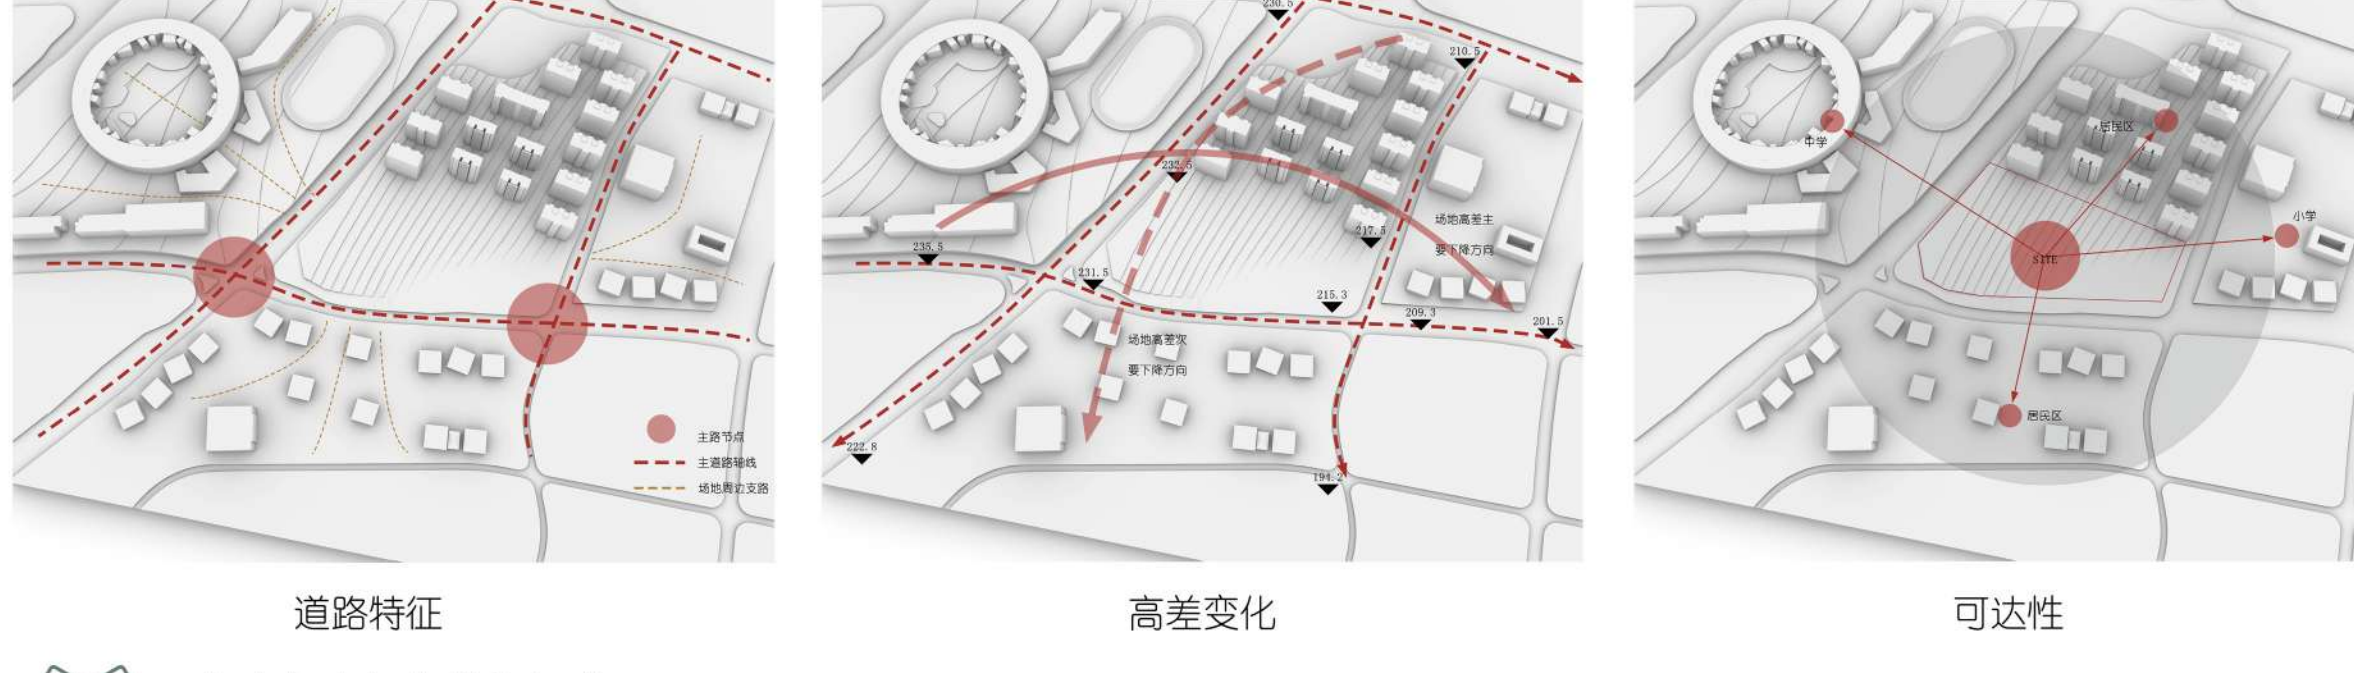 主路节点
主道路轴线
场地周边支路
道路特征
230.5
210.5
232.5
场地高差主
要下降方向
217.5
235.5
231.5
215.3
209.3
201.5
场地高差次
要下降方向
222.8
194.2
高差变化
中学
居民区
小学
SITE
居民区
可达性